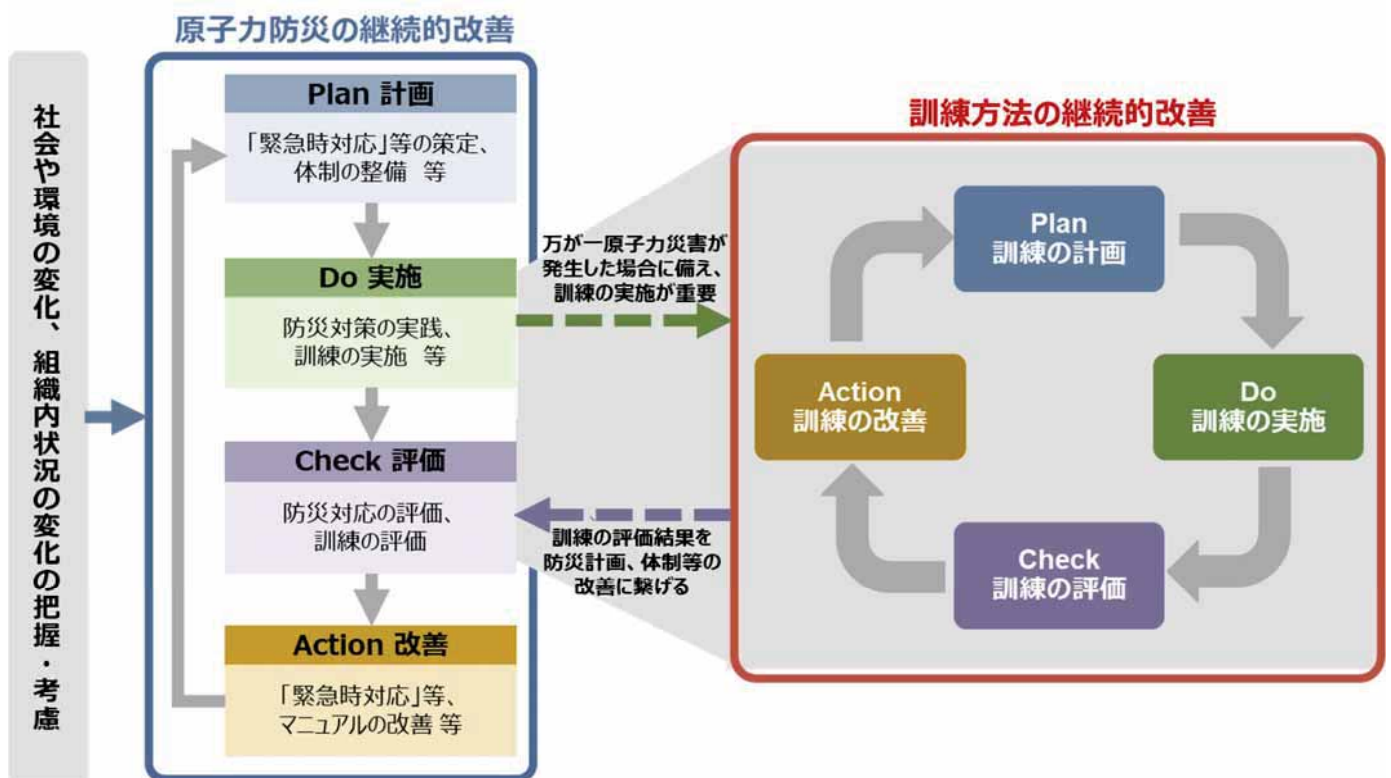 社会や環境の変化、組織内状況の変化の把握・考慮
原子力防災の継続的改善
Plan 計画
「緊急時対応」等の策定、
体制の整備 等
Do 実施
防災対策の実践、
訓練の実施 等
Check 評価
防災対応の評価、
訓練の評価
Action 改善
「緊急時対応」等、
マニュアルの改善 等
万が一原子力災害が
発生した場合に備え、
訓練の実施が重要
訓練の評価結果を
防災計画、体制等の
改善に繋げる
訓練方法の継続的改善
Plan
訓練の計画
Do
訓練の実施
Check
訓練の評価
Action
訓練の改善